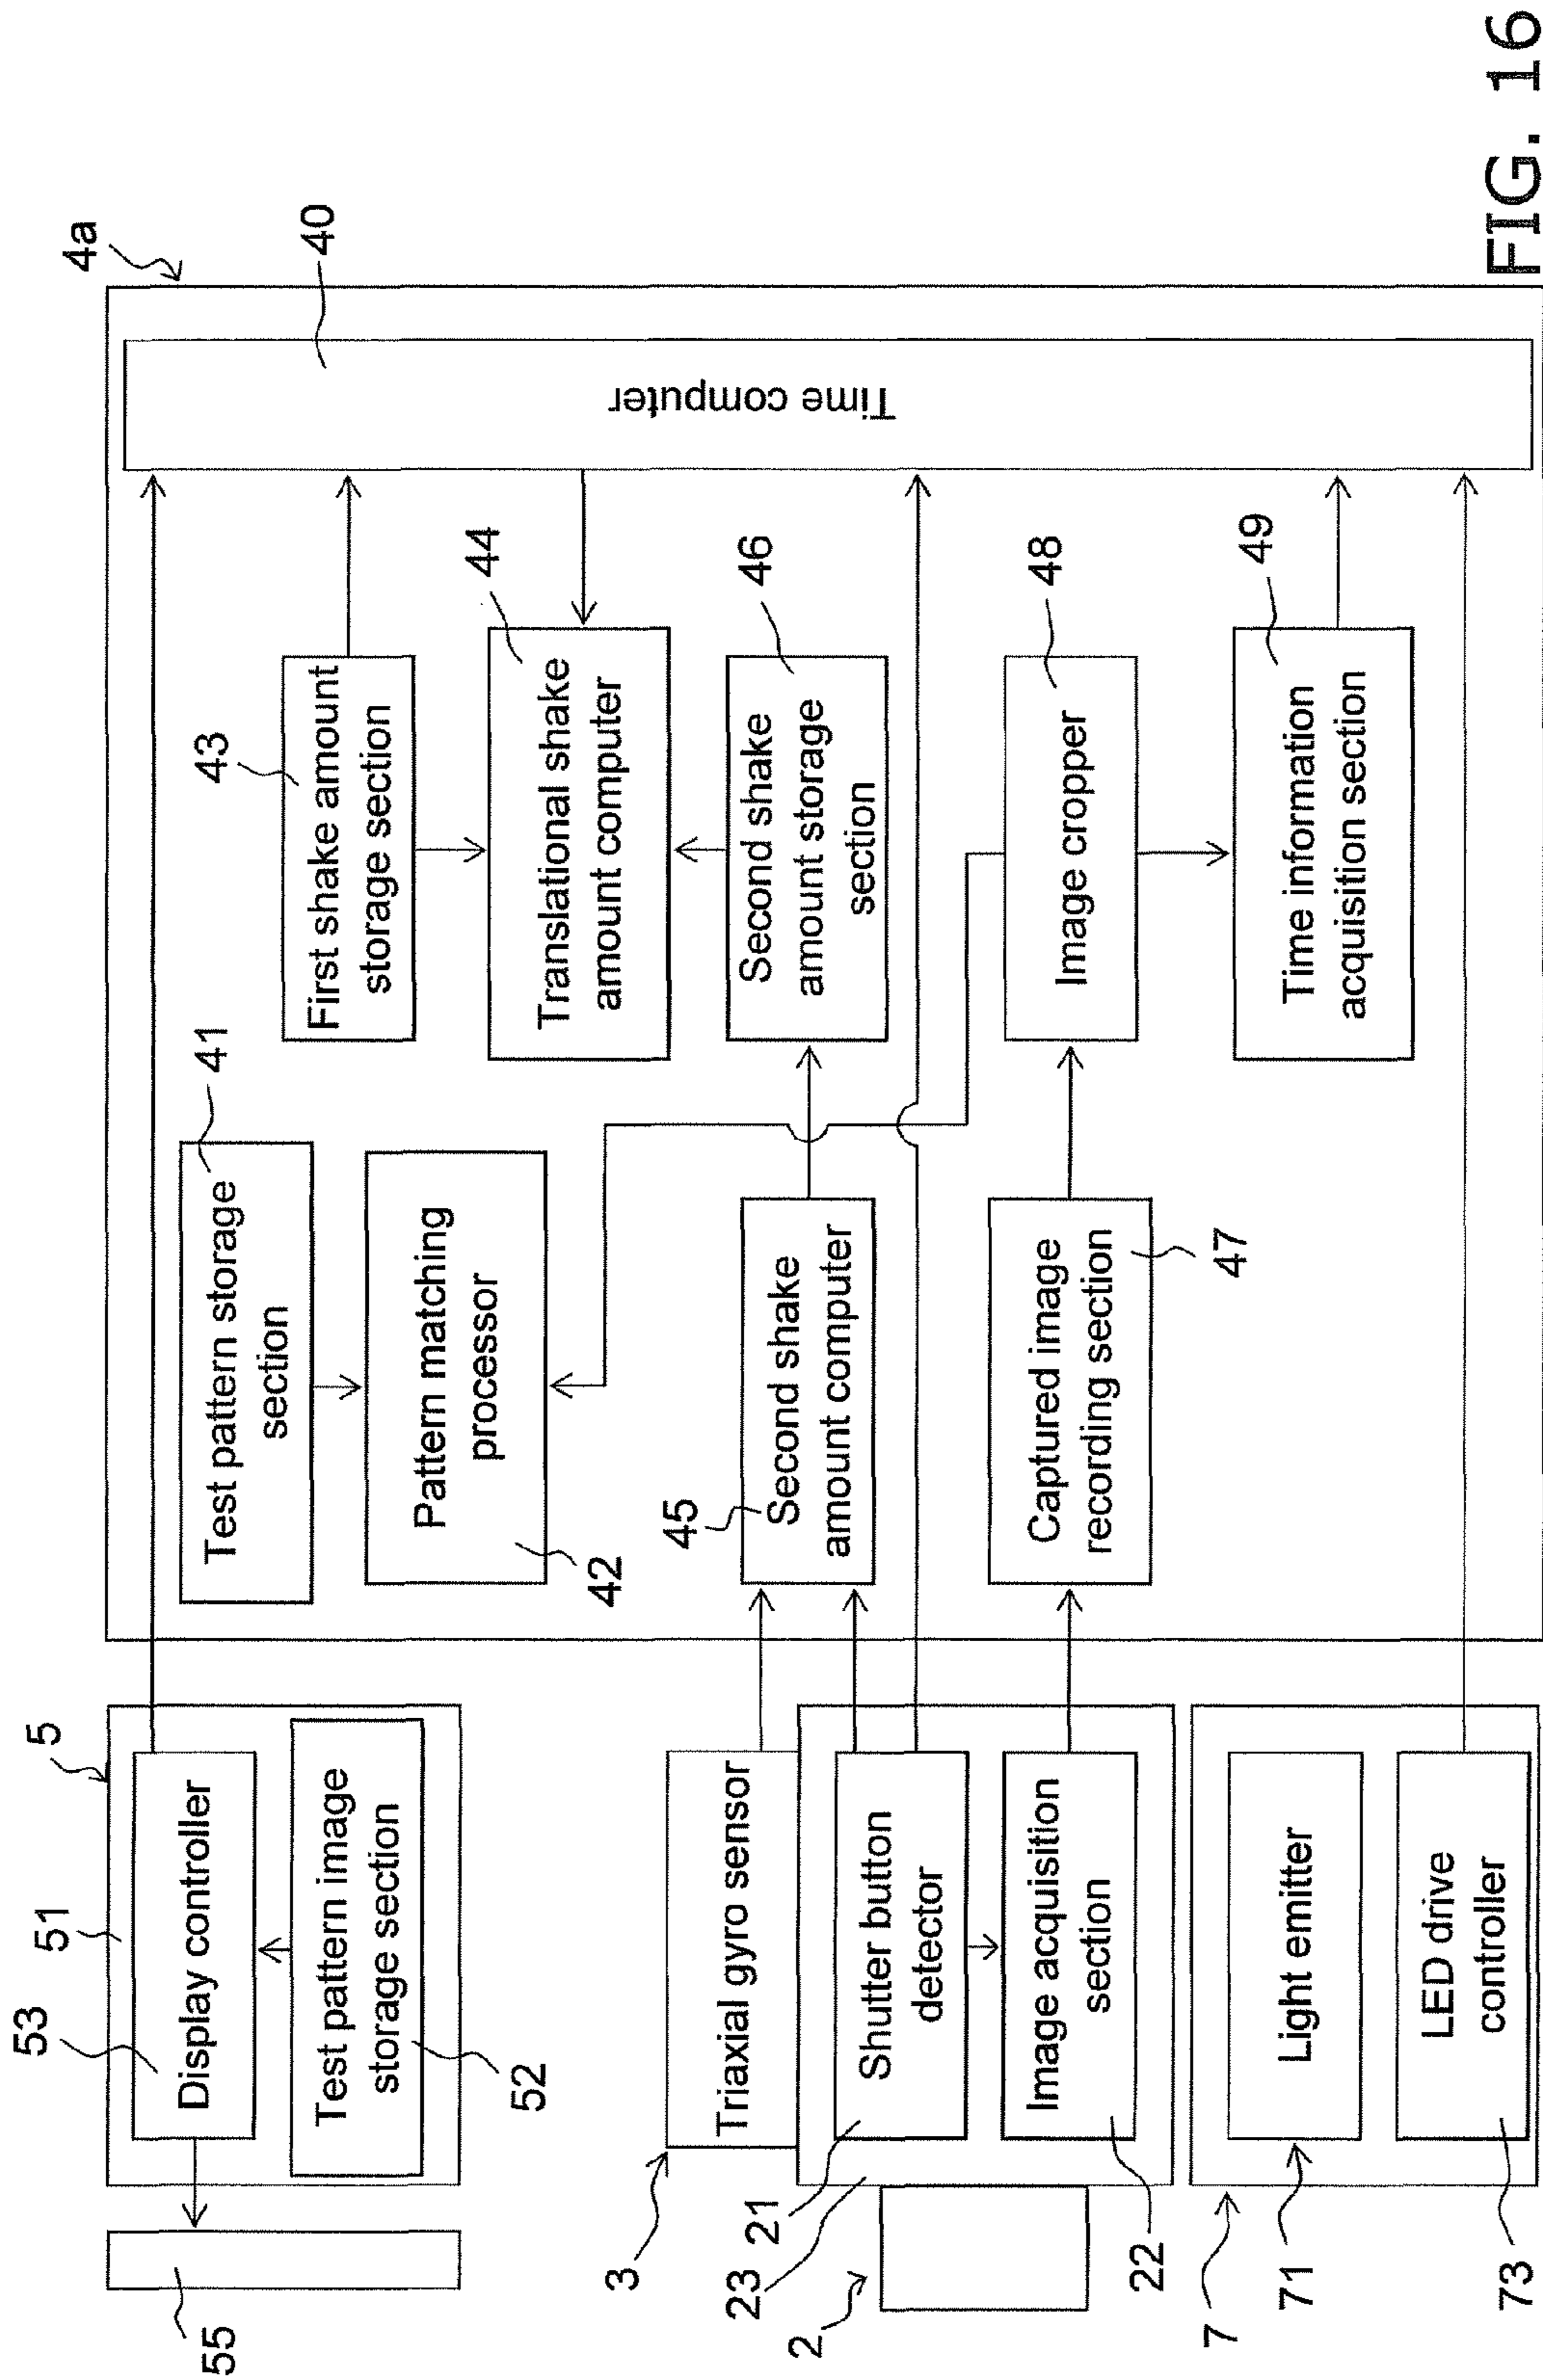 4a
40
Time computer
43
First shake amount
storage section
44
Translational shake
amount computer
46
Second shake
amount storage
section
48
Image cropper
49
Time information
acquisition section
41
Test pattern storage
section
Pattern matching
processor
42
45
Second shake
amount computer
Captured image
recording section
47
5
51
53
Display controller
Test pattern image
storage section
52
55
3
Triaxial gyro sensor
21
23
2
Shutter button
detector
Image acquisition
section
22
7
71
Light emitter
LED drive
controller
73
FIG. 16